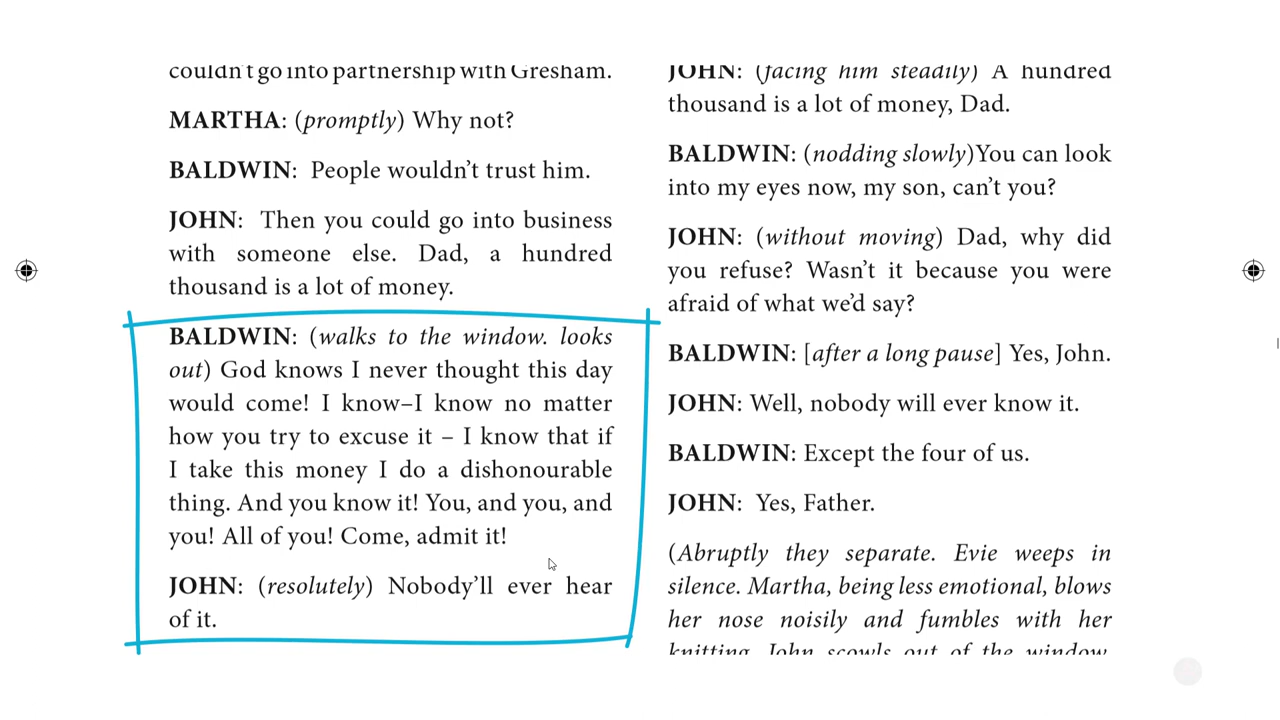 couldn't go into partnership with Gresham.
MARTHA: (promptly) Why not?
BALDWIN: People wouldn't trust him.
JOHN: Then you could go into business
with someone else. Dad, a hundred
thousand is a lot of money.
BALDWIN: (walks to the window. looks
out) God knows I never thought this day
would come! I know–I know no matter
how you try to excuse it – I know that if
I take this money I do a dishonourable
thing. And you know it! You, and you, and
you! All of you! Come, admit it!
JOHN: (resolutely) Nobody'll ever hear
of it.
JOHN: (facing him steadily) A hundred
thousand is a lot of money, Dad.
BALDWIN: (nodding slowly)You can look
into my eyes now, my son, can't you?
JOHN: (without moving) Dad, why did
you refuse? Wasn't it because you were
afraid of what we'd say?
BALDWIN: [after a long pause] Yes, John.
JOHN: Well, nobody will ever know it.
BALDWIN: Except the four of us.
JOHN: Yes, Father.
(Abruptly they separate. Evie weeps in
silence. Martha, being less emotional, blows
her nose noisily and fumbles with her
knitting. John scowls out of the window,